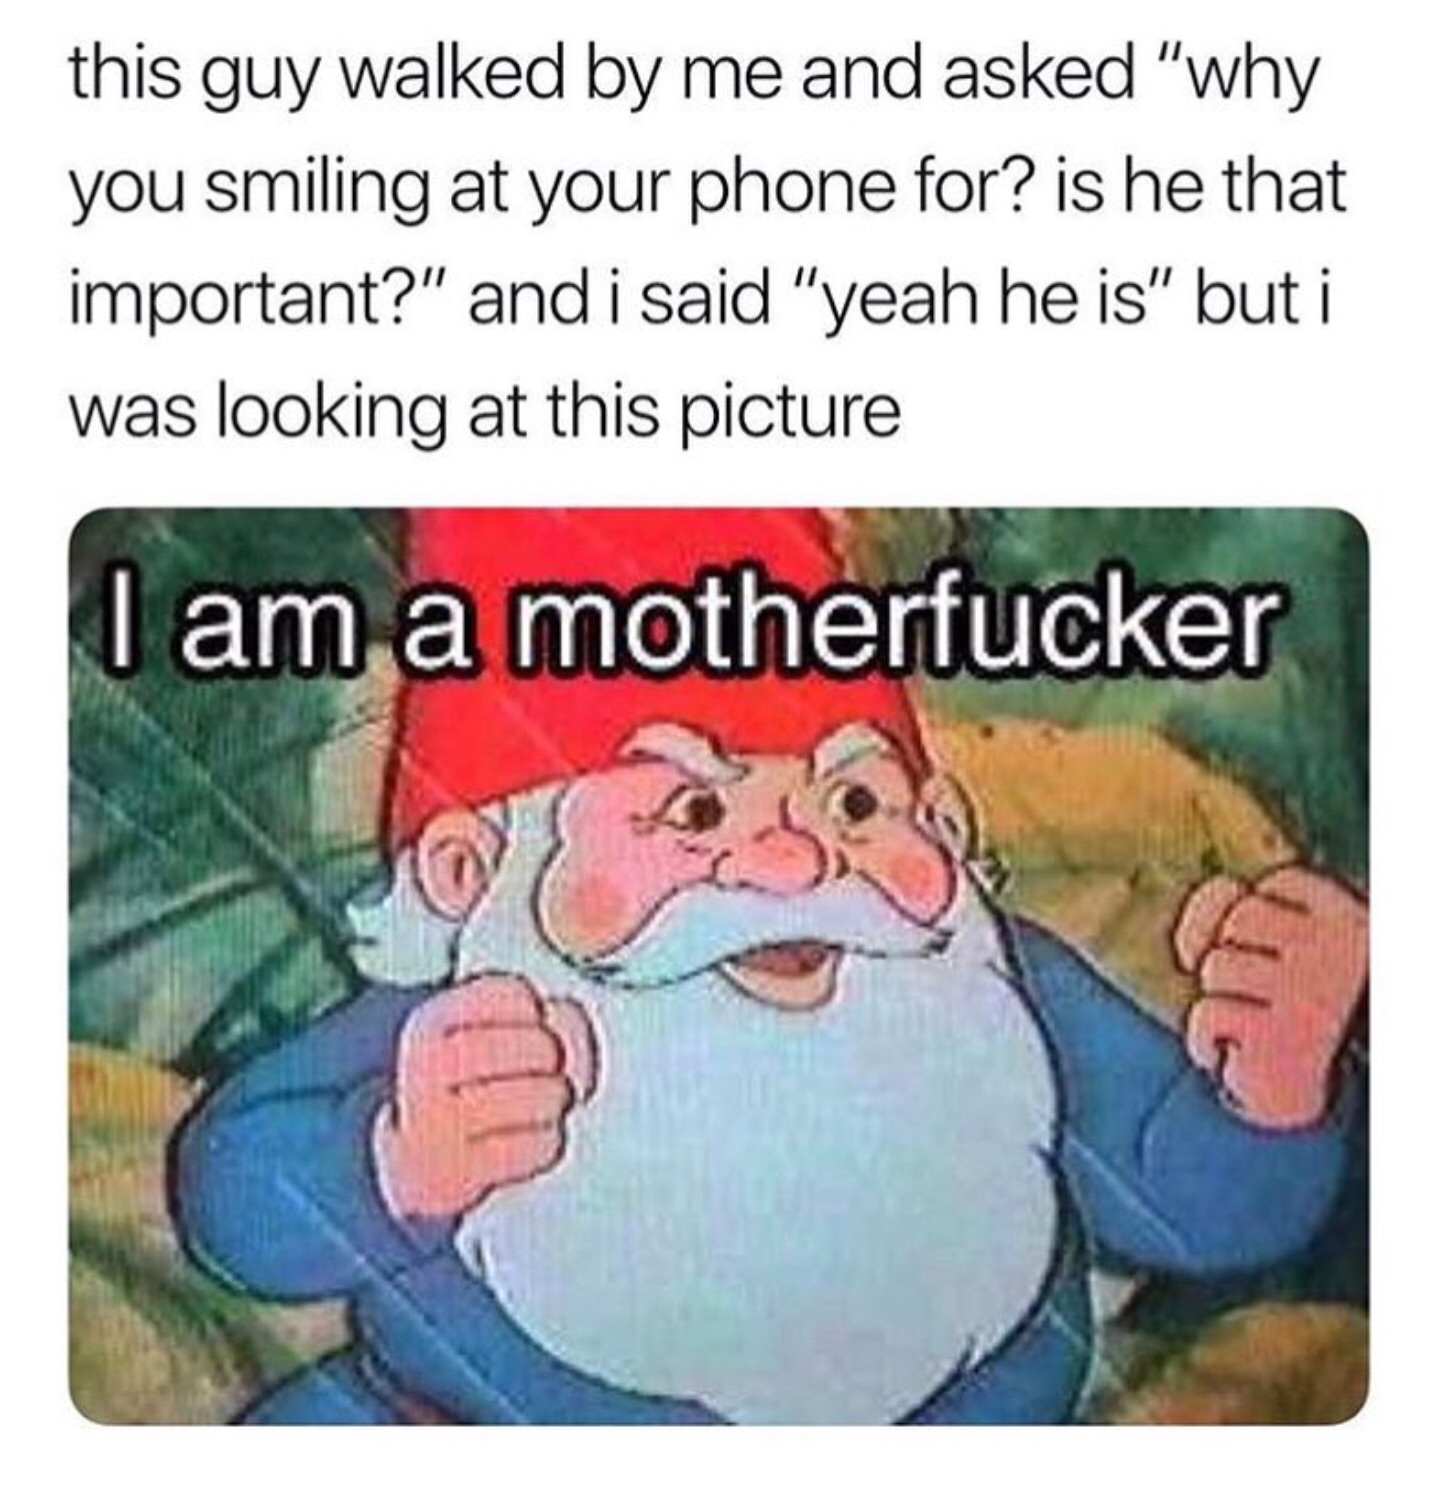 this guy walked by me and asked "why
you smiling at your phone for? is he that
important?" and i said "yeah he is" but i
was looking at this picture
I am a motherfucker